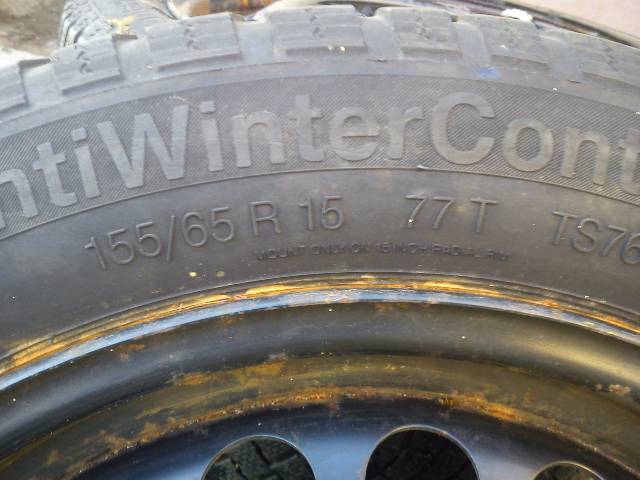 ntiWinterCont
155/65 R 15 77 T TS76
MOUNT ONLY ON 15 INCH RADIAL RIM